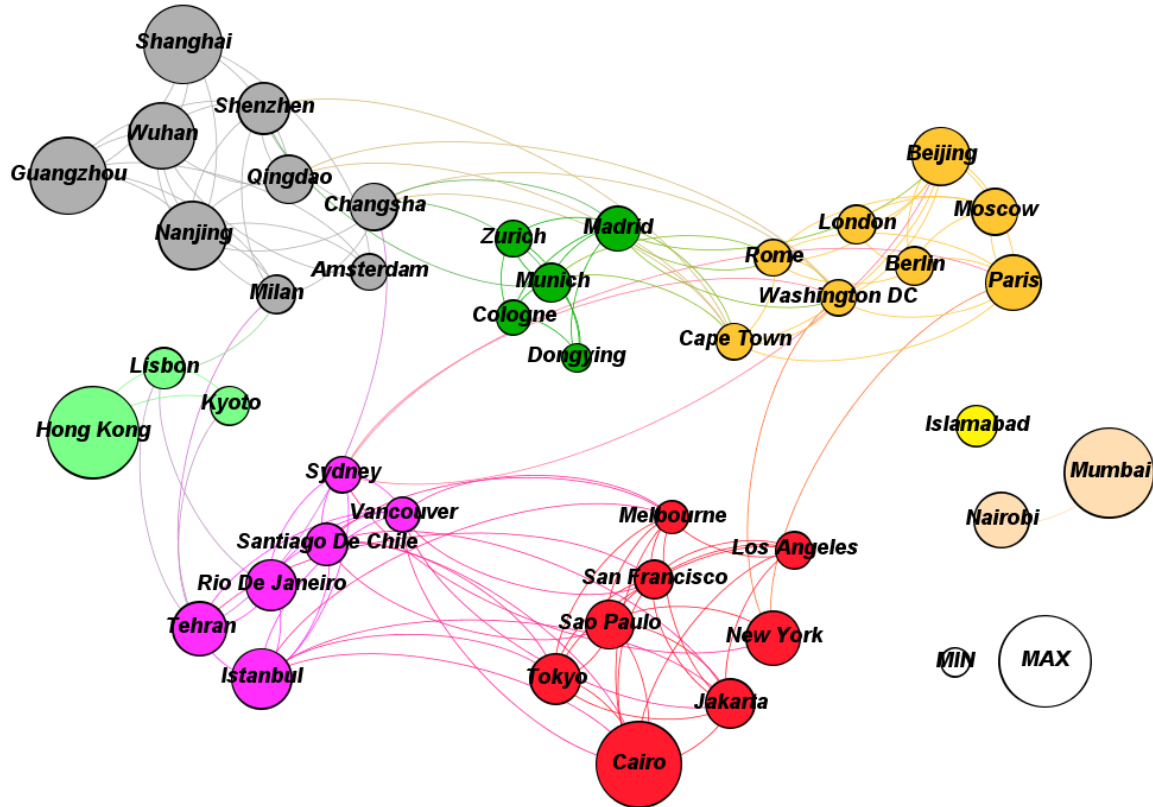 Shanghai
Shenzhen
Wuhan
Guangzhou
Qingdao
Changsha
Nanjing
Amsterdam
Milan
Zurich
Madrid
Munich
Cologne
Dongying
Beijing
London
Moscow
Rome
Berlin
Washington DC
Paris
Cape Town
Lisbon
Kyoto
Hong Kong
Islamabad
Mumbai
Nairobi
Sydney
Vancouver
Santiago De Chile
Rio De Janeiro
Tehran
Istanbul
Melbourne
Los Angeles
San Francisco
Sao Paulo
New York
Tokyo
Jakarta
Cairo
MIN
MAX